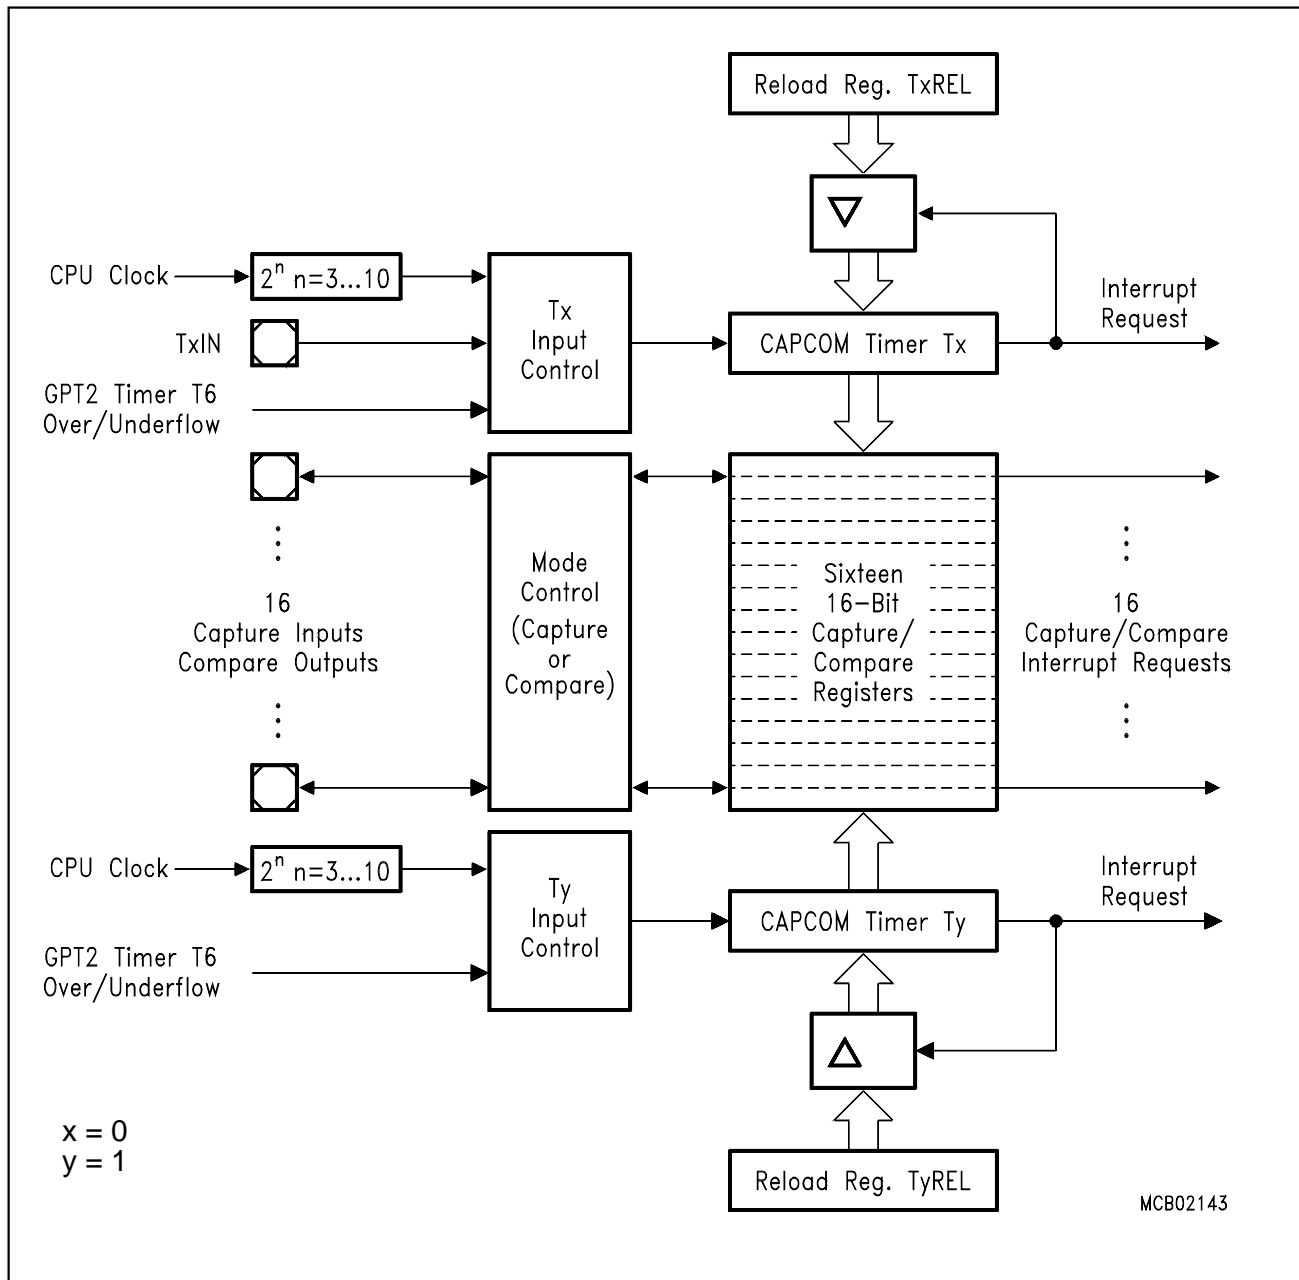 Reload Reg. TxREL
CPU Clock
2ⁿ n=3...10
Tx
Input
Control
Interrupt
Request
TxIN
CAPCOM Timer Tx
GPT2 Timer T6
Over/Underflow
16
Capture Inputs
Compare Outputs
Mode
Control
(Capture
or
Compare)
Sixteen
16-Bit
Capture/
Compare
Registers
16
Capture/Compare
Interrupt Requests
CPU Clock
2ⁿ n=3...10
Ty
Input
Control
Interrupt
Request
CAPCOM Timer Ty
GPT2 Timer T6
Over/Underflow
x = 0
y = 1
Reload Reg. TyREL
MCB02143